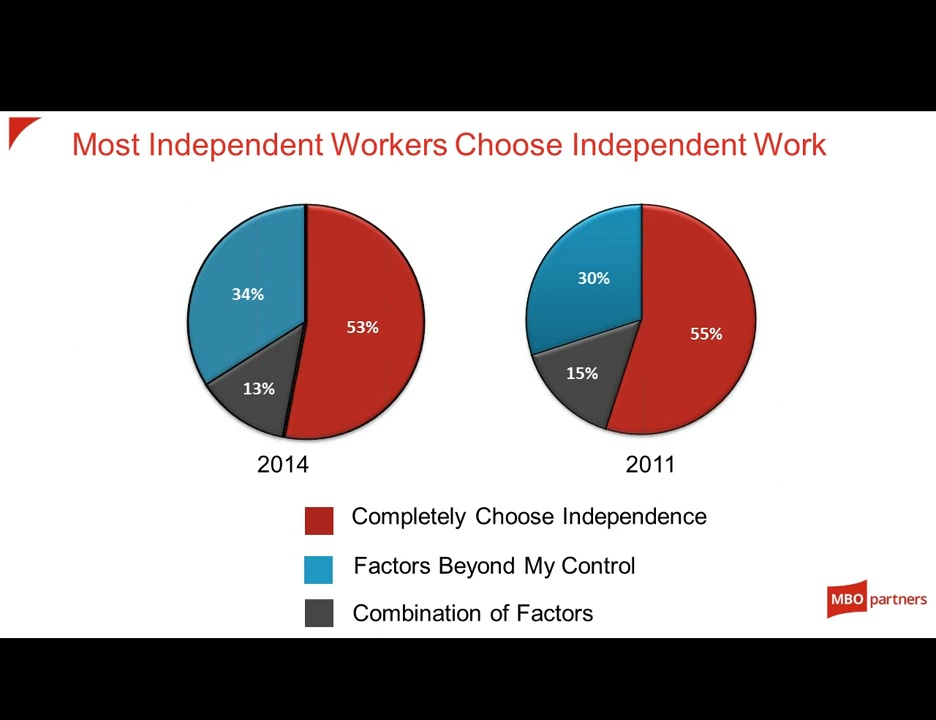 Most Independent Workers Choose Independent Work
34%
53%
13%
30%
55%
15%
2014
2011
Completely Choose Independence
Factors Beyond My Control
Combination of Factors
MBO partners